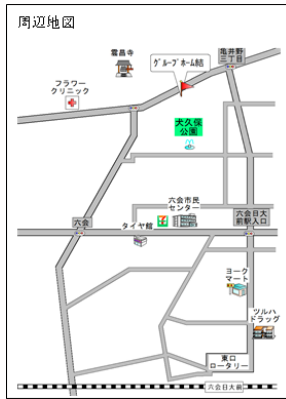 周辺地図
雲昌寺
亀井野
三丁目
グループホーム結
フラワー
クリニック
犬久保
公園
六会市民
センター
六会
タイヤ館
六会日大
前駅入口
ヨーク
マート
ツルハ
ドラッグ
東口
ロータリー
六会日大前